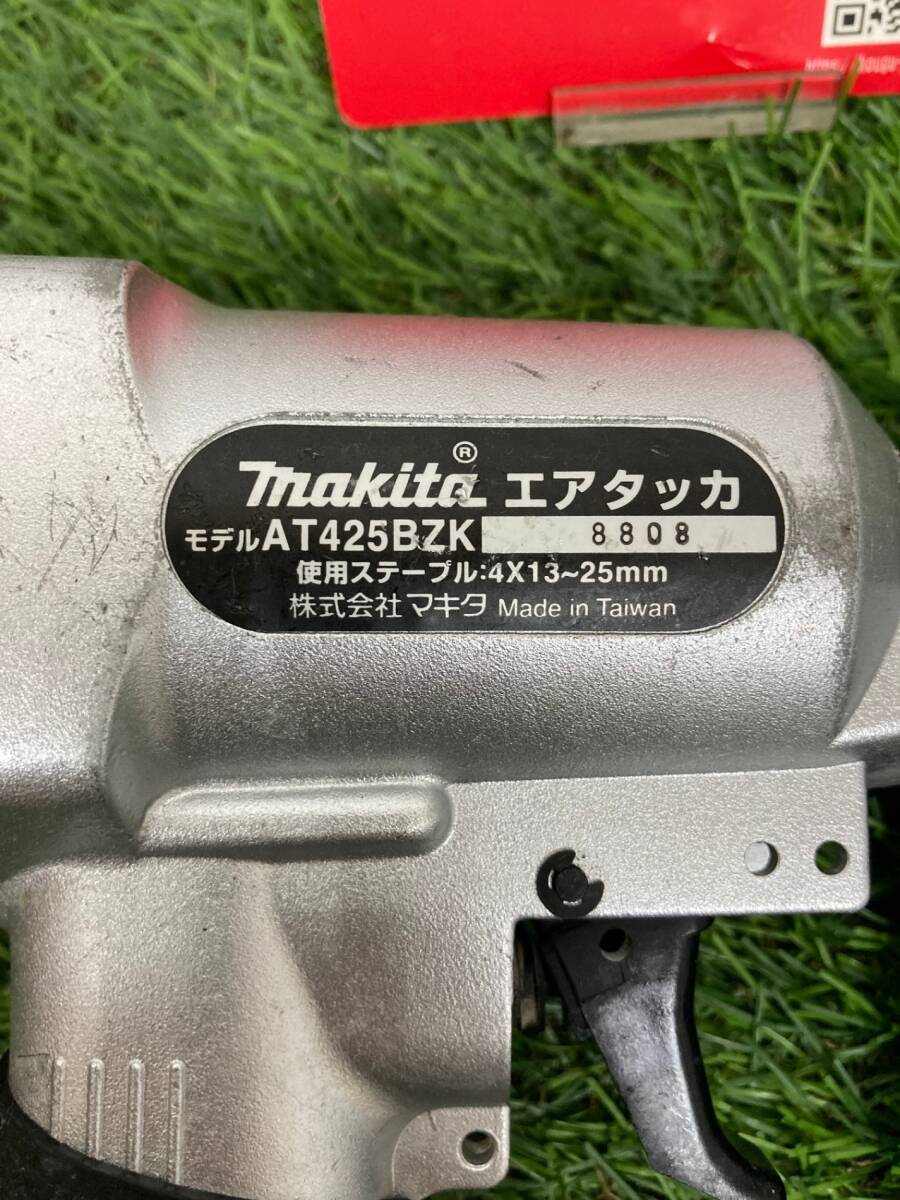 makita® エアタッカ
モデルAT425BZK 8808
使用ステープル:4X13~25mm
株式会社マキタ Made in Taiwan